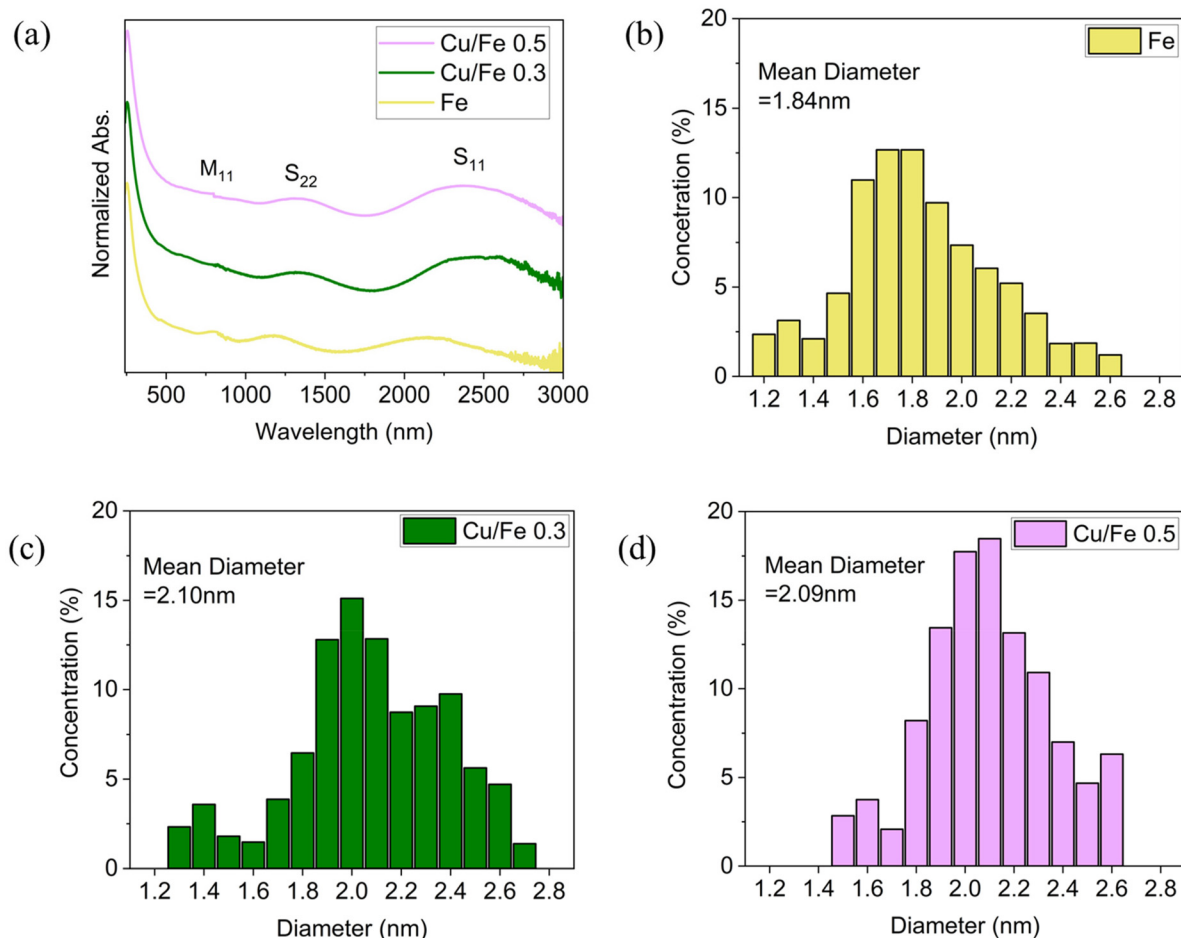 (a)
Cu/Fe 0.5
Cu/Fe 0.3
Fe
M11
S22
S11
Normalized Abs.
500 1000 1500 2000 2500 3000
Wavelength (nm)
(b)
Fe
Mean Diameter
=1.84nm
Concetration (%)
20
15
10
5
0
1.2 1.4 1.6 1.8 2.0 2.2 2.4 2.6 2.8
Diameter (nm)
(c)
Cu/Fe 0.3
Mean Diameter
=2.10nm
Concentration (%)
20
15
10
5
0
1.2 1.4 1.6 1.8 2.0 2.2 2.4 2.6 2.8
Diameter (nm)
(d)
Cu/Fe 0.5
Mean Diameter
=2.09nm
Concentration (%)
20
15
10
5
0
1.2 1.4 1.6 1.8 2.0 2.2 2.4 2.6 2.8
Diameter (nm)